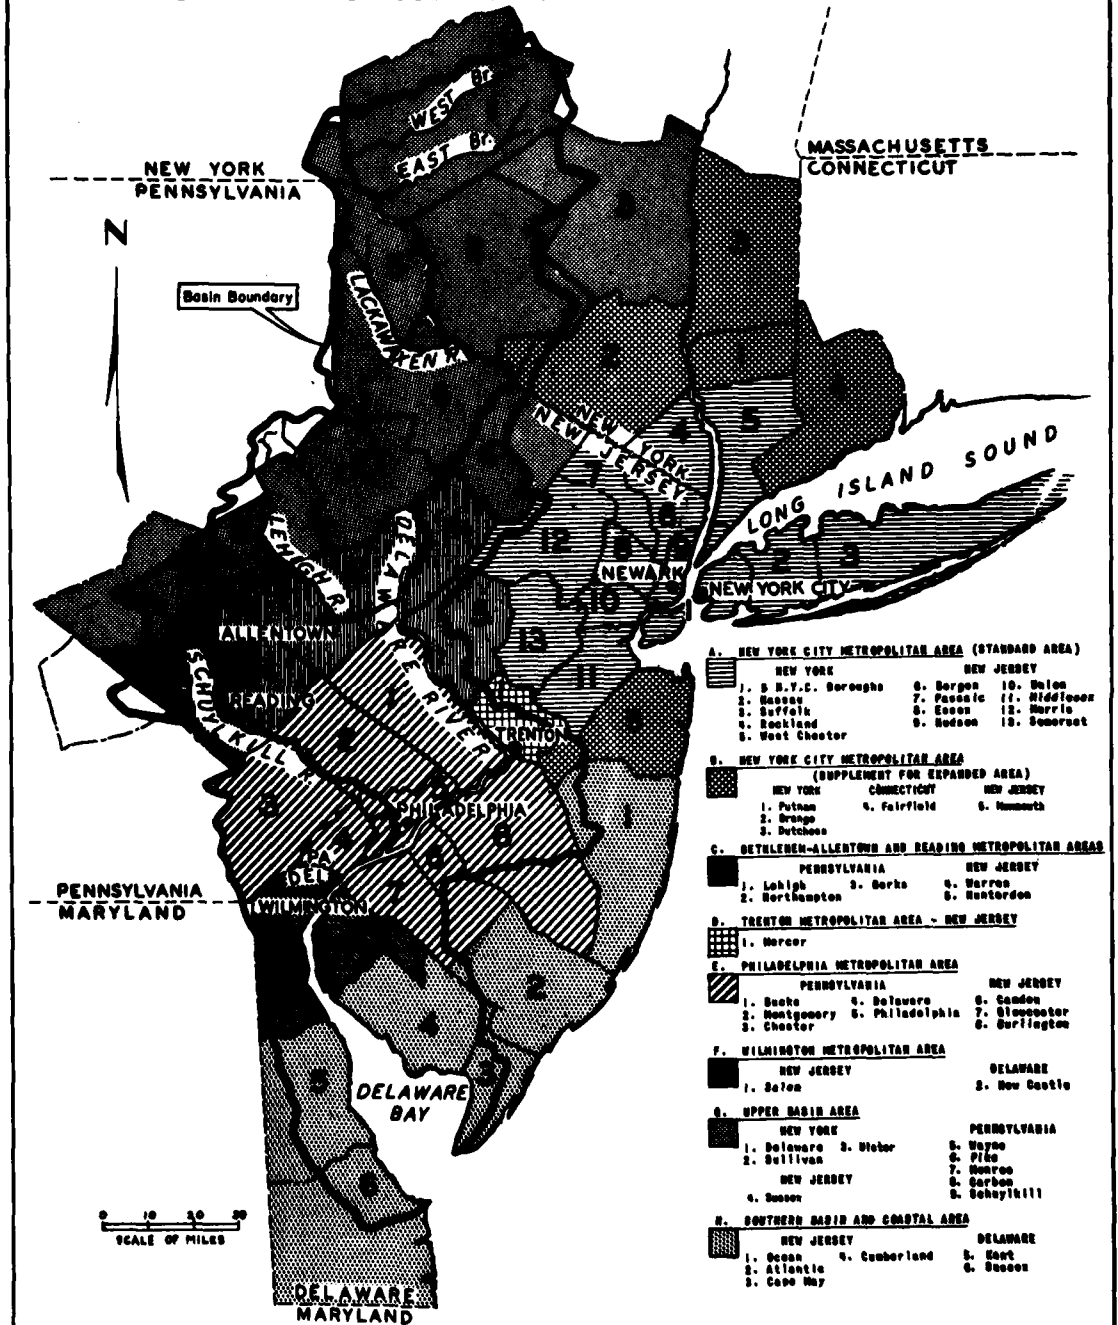 WEST Br.
EAST Br.
NEW YORK
PENNSYLVANIA
MASSACHUSETTS
CONNECTICUT
N
Basin Boundary
LACKAWAXEN R.
NEW YORK
NEW JERSEY
LONG ISLAND SOUND
LEHIGH R.
DELAWARE RIVER
NEWARK
NEW YORK CITY
ALLENTOWN
READING
SCHUYLKILL R.
TRENTON
PHILADELPHIA
PENNSYLVANIA
MARYLAND
PA
DEL
WILMINGTON
DELAWARE
BAY
0 10 20 30
SCALE OF MILES
DELAWARE
MARYLAND
A. NEW YORK CITY METROPOLITAN AREA (STANDARD AREA)
NEW YORK NEW JERSEY
1. 5 N.Y.C. Boroughs 6. Bergen 10. Union
2. Nassau 7. Passaic 11. Middlesex
3. Suffolk 8. Essex 12. Morris
4. Rockland 9. Hudson 13. Somerset
5. West Chester
B. NEW YORK CITY METROPOLITAN AREA
(SUPPLEMENT FOR EXPANDED AREA)
NEW YORK CONNECTICUT NEW JERSEY
1. Putnam 4. Fairfield 5. Monmouth
2. Orange
3. Dutchess
C. BETHLEHEM-ALLENTOWN AND READING METROPOLITAN AREAS
PENNSYLVANIA NEW JERSEY
1. Lehigh 3. Berks 4. Warren
2. Northampton 5. Hunterdon
D. TRENTON METROPOLITAN AREA - NEW JERSEY
1. Mercer
E. PHILADELPHIA METROPOLITAN AREA
PENNSYLVANIA NEW JERSEY
1. Bucks 4. Delaware 6. Camden
2. Montgomery 5. Philadelphia 7. Gloucester
3. Chester 8. Burlington
F. WILMINGTON METROPOLITAN AREA
NEW JERSEY DELAWARE
1. Salem 2. New Castle
G. UPPER BASIN AREA
NEW YORK PENNSYLVANIA
1. Delaware 3. Ulster 5. Wayne
2. Sullivan 6. Pike
NEW JERSEY 7. Monroe
4. Sussex 8. Carbon
9. Schuylkill
H. SOUTHERN BASIN AND COASTAL AREA
NEW JERSEY DELAWARE
1. Ocean 4. Cumberland 5. Kent
2. Atlantic 6. Sussex
3. Cape May